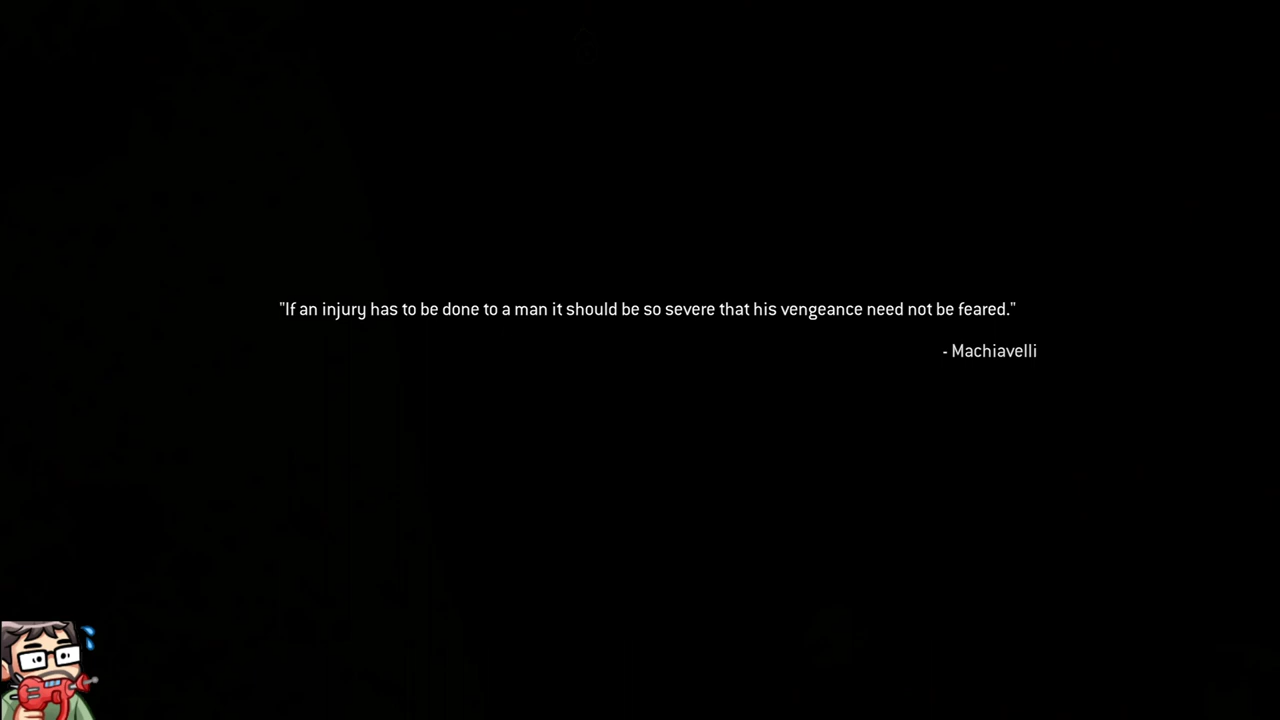 "If an injury has to be done to a man it should be so severe that his vengeance need not be feared."
- Machiavelli